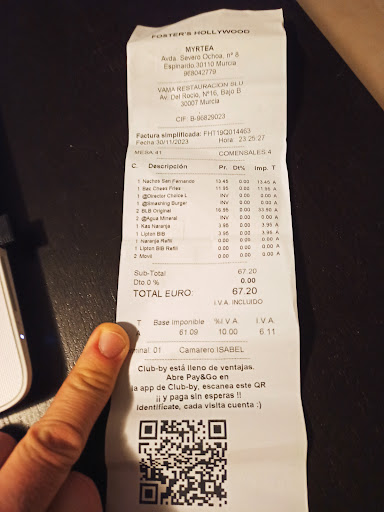 FOSTER'S HOLLYWOOD
MYRTEA
Avda. Severo Ochoa, nº 6
Espinardo 30110 Murcia
968042779
VAMA RESTAURACION SLU
Av. Del Rocio, Nº16, Bajo B
30007 Murcia
CIF: B-96829023
Factura simplificada: FHT119Q014463
Fecha 30/11/2023 Hora 23:25:27
MESA: 41 COMENSALES: 4
C. Descripción Pr. Dt% Imp. T
1 Nachos San Fernando 13.45 0.00 13.45 A
1 Bac Chees Fries 11.95 0.00 11.95 A
@Director Choice L INV 0.00 0.00 A
1 @Smashing Burger INV 0.00 0.00 A
2 BLB Original 16.95 0.00 33.90 A
@Agua Mineral INV 0.00 0.00 A
1 Kas Naranja 3.95 0.00 3.95 A
1 Lipton BIB 3.95 0.00 3.95 A
1 Naranja Refill 0.00 0.00 0.00 A
1 Lipton BIB Refil 0.00 0.00 0.00 A
2 Movil 0.00 0.00 0.00 A
Sub-Total 67.20
Dto 0 % 0.00
TOTAL EURO: 67.20
I.V.A. INCLUIDO
T Base Imponible %I.V.A I.V.A
61.09 10.00 6.11
minal: 01 Camarero ISABEL
Club-by está lleno de ventajas.
Abre Pay&Go en
la app de Club-by, escanea este QR
¡¡ y paga sin esperas !!
Identifícate, cada visita cuenta :)